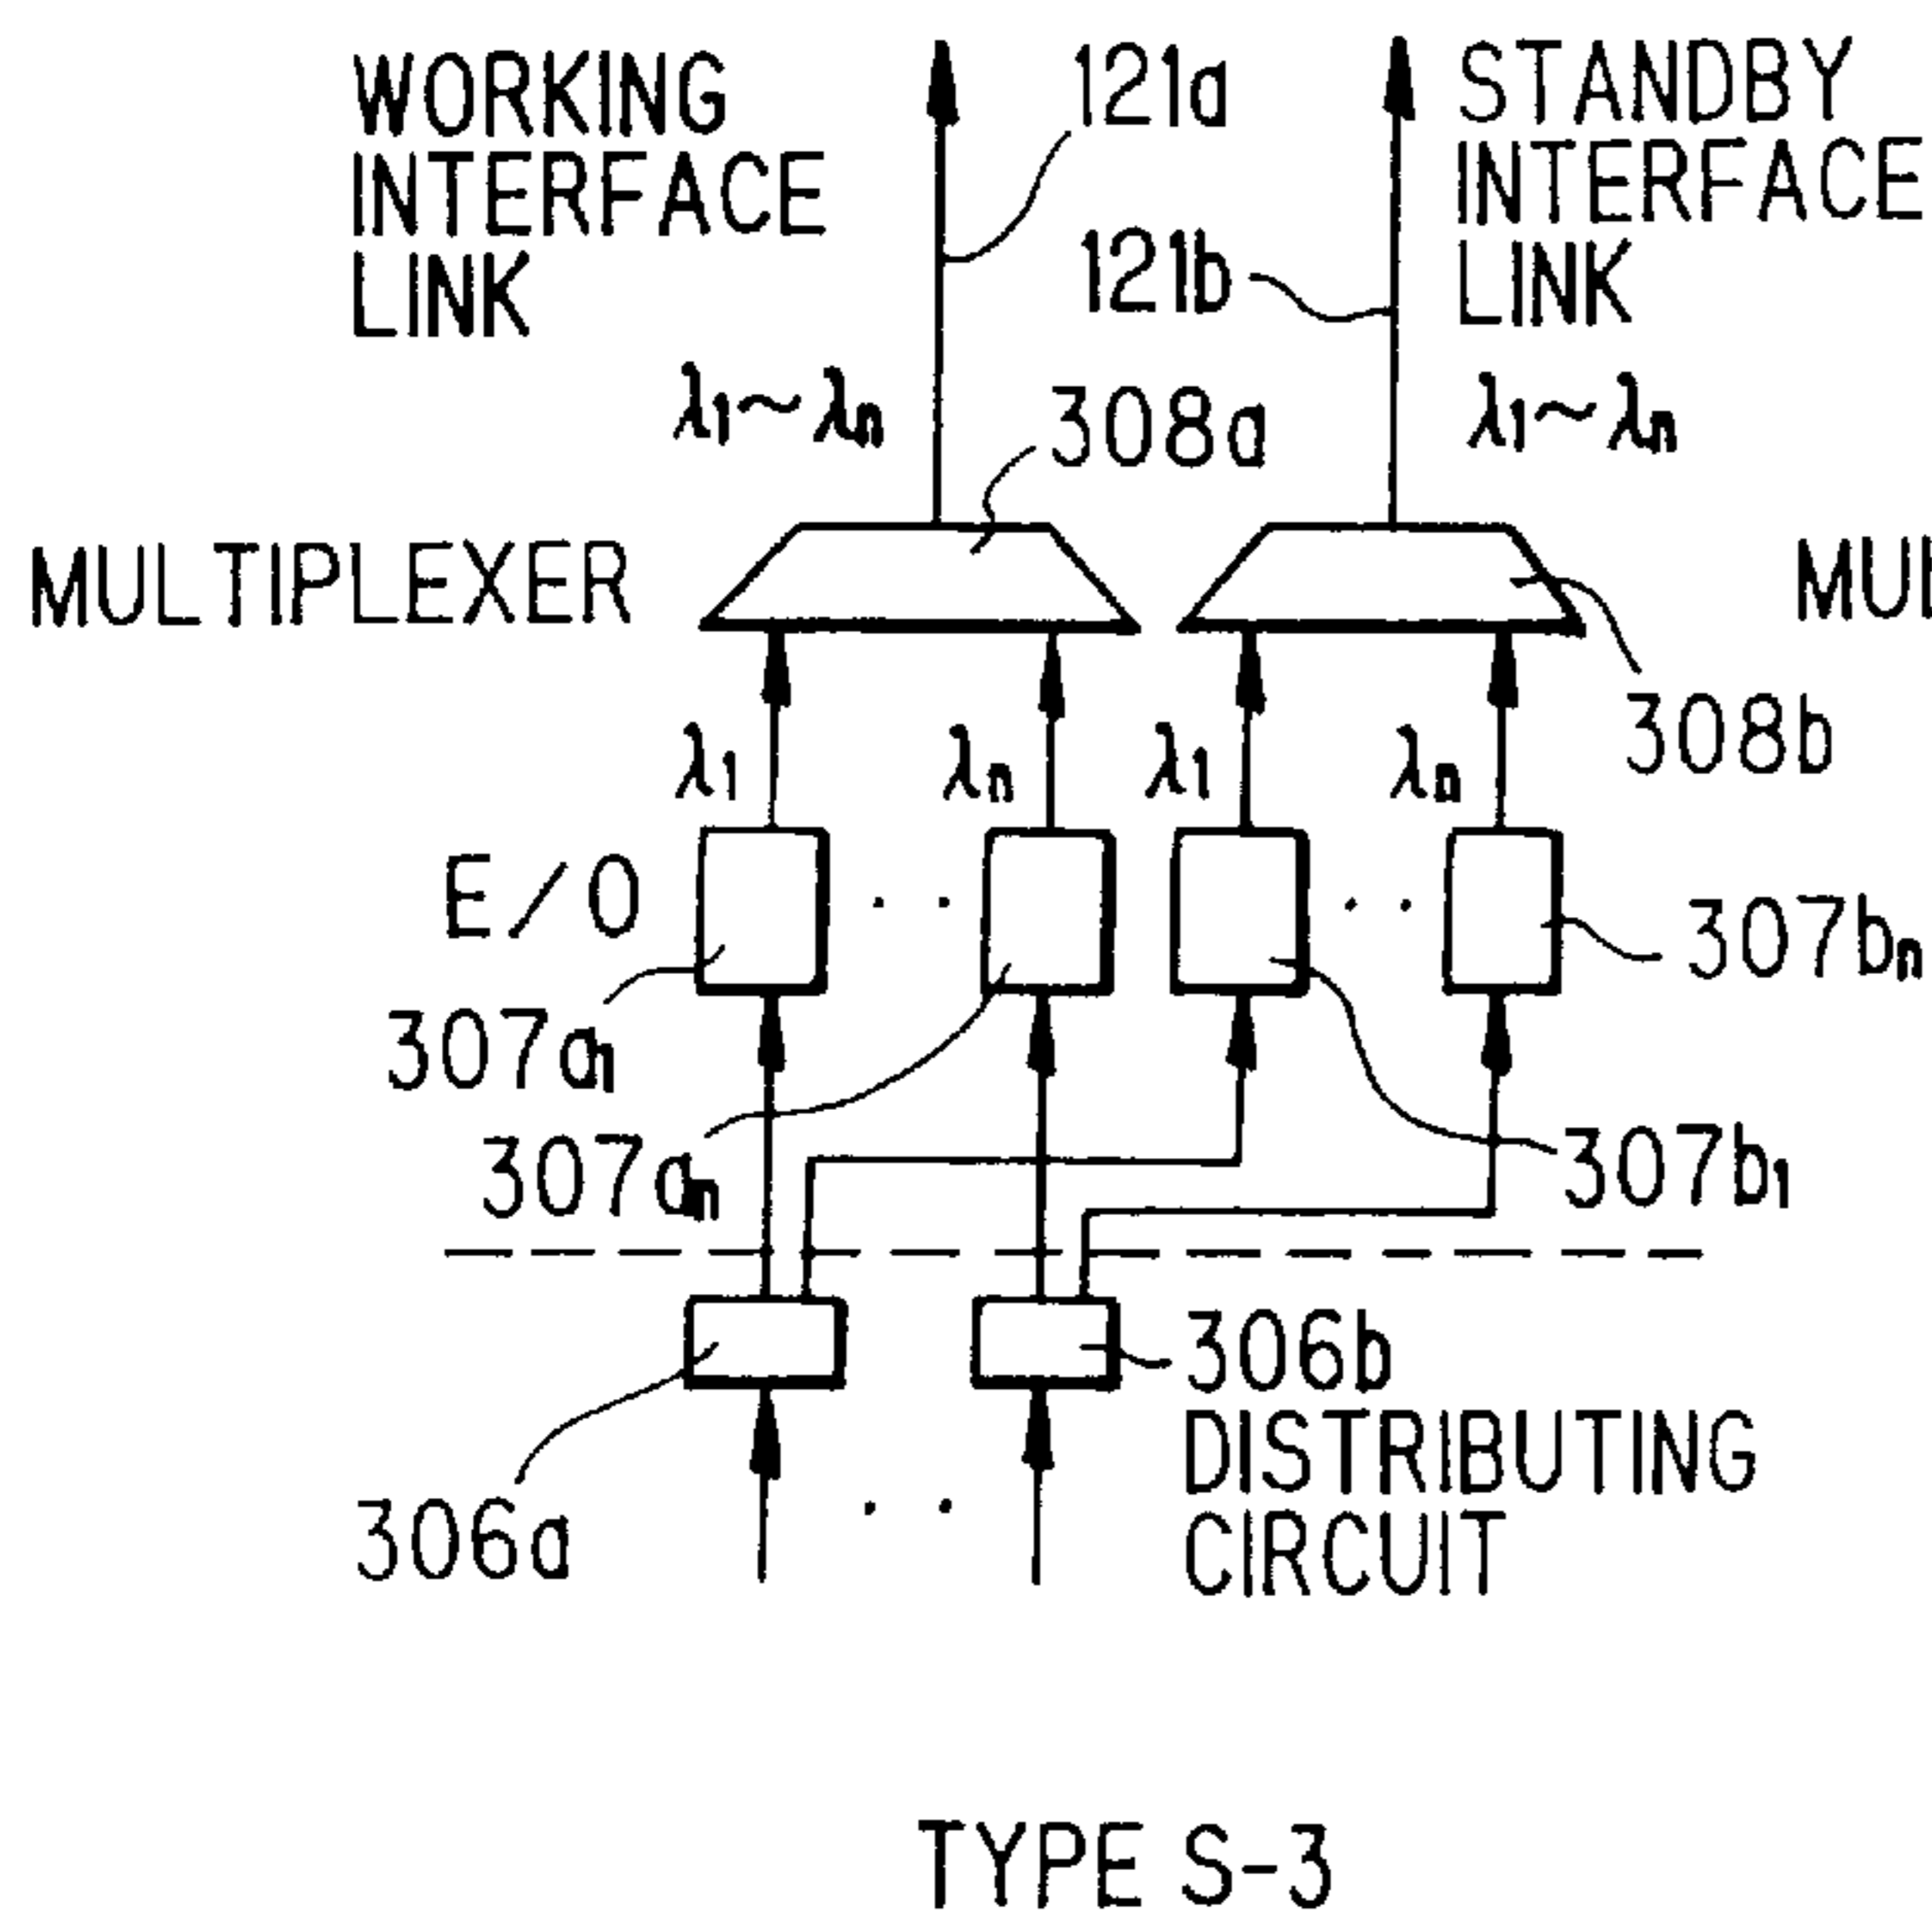 WORKING
INTERFACE
LINK
121a
STANDBY
INTERFACE
LINK
121b
λ1~λn
308a
λ1~λn
MULTIPLEXER
308b
λ1
λn
λ1
λn
E/O
307a1
307an
307b1
307bn
306a
306b
DISTRIBUTING
CIRCUIT
TYPE S-3